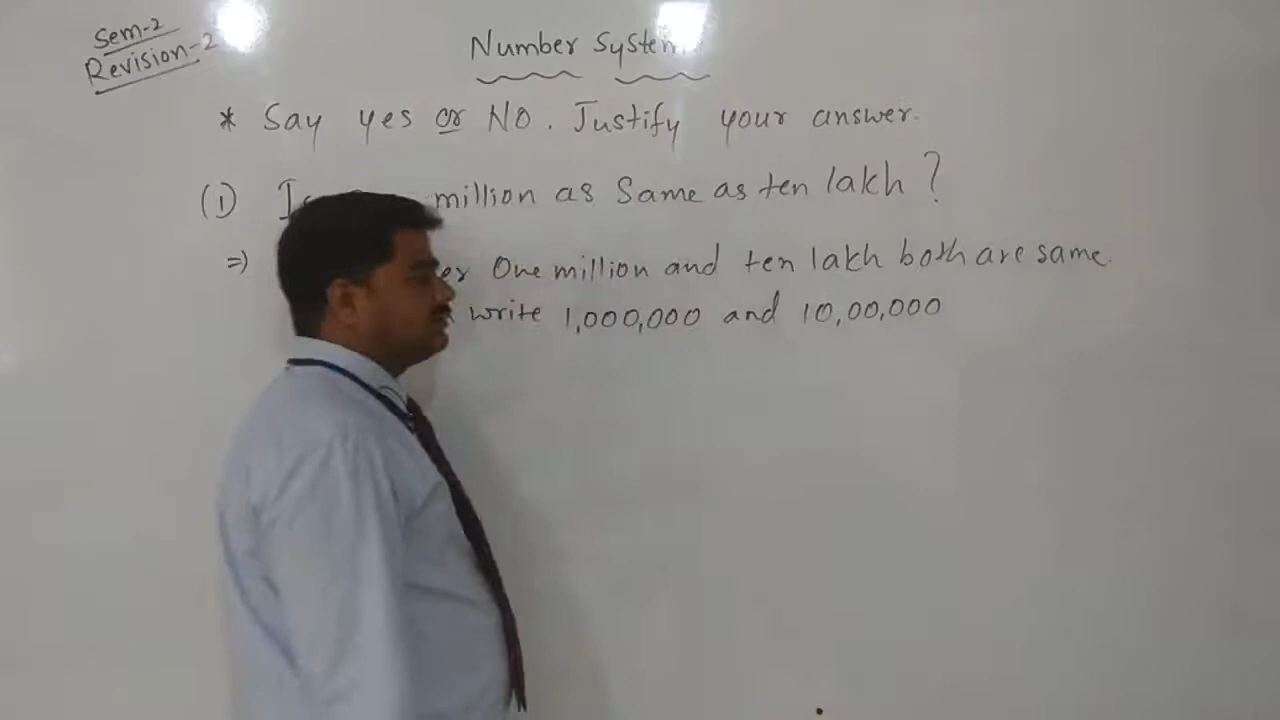 Sem-2
Revision-2
Number System
* Say yes or No. Justify your answer.
(1) million as Same as ten lakh ?
⇒ One million and ten lakh both are same.
write 1,000,000 and 10,00,000